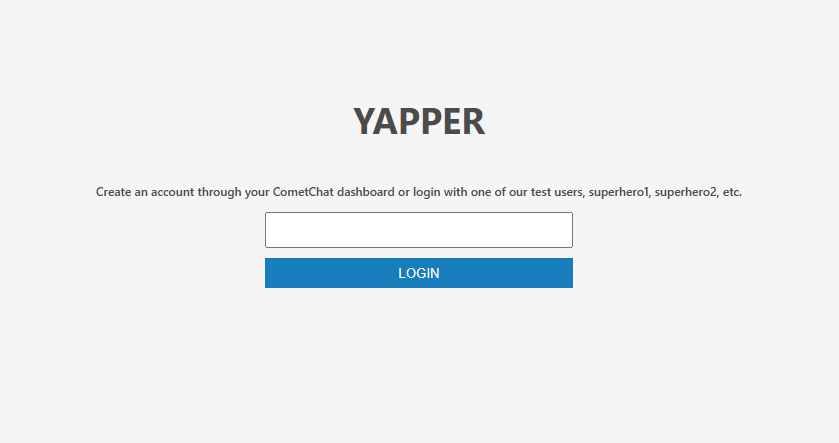 YAPPER
Create an account through your CometChat dashboard or login with one of our test users, superhero1, superhero2, etc.
LOGIN